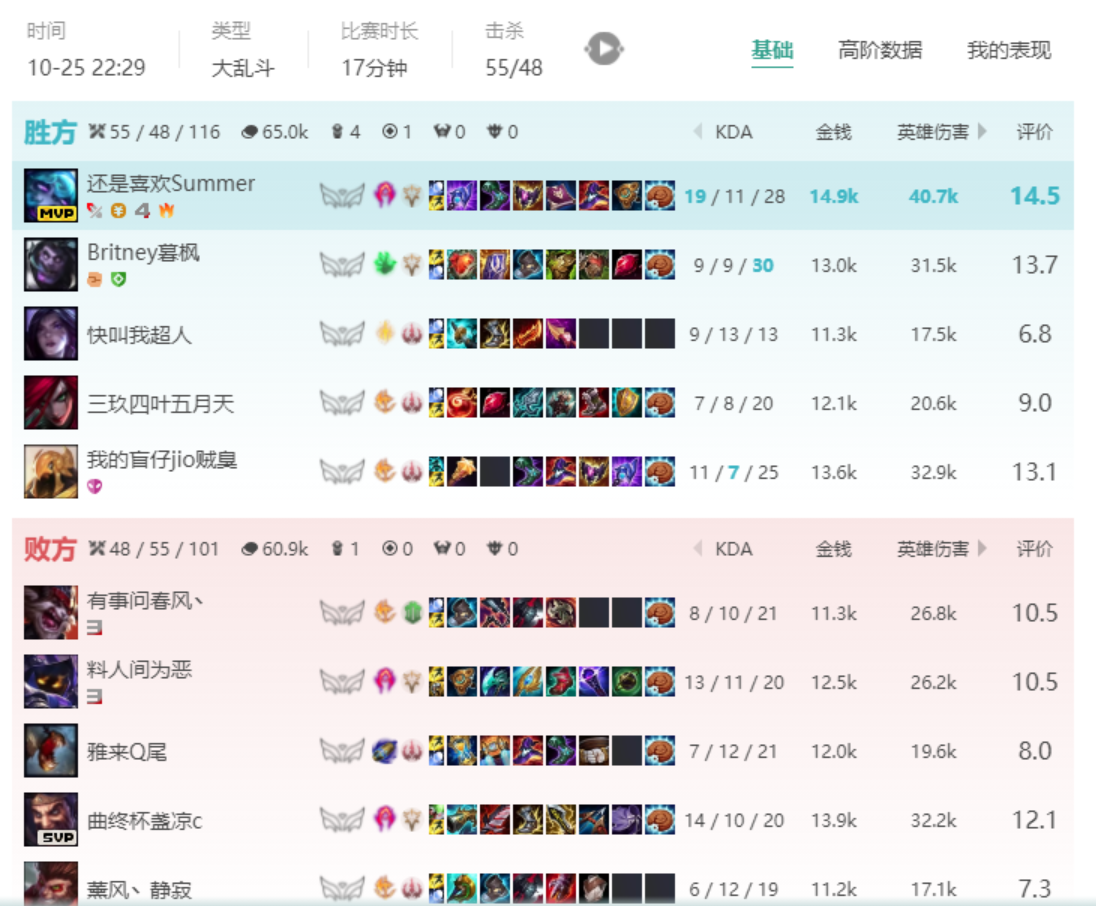 时间 类型 比赛时长 击杀
10-25 22:29 大乱斗 17分钟 55/48 基础 高阶数据 我的表现
胜方 55 / 48 / 116 65.0k 4 1 0 0 KDA 金钱 英雄伤害 评价
还是喜欢Summer
MVP 4 19 / 11 / 28 14.9k 40.7k 14.5
Britney暮枫 9 / 9 / 30 13.0k 31.5k 13.7
快叫我超人 9 / 13 / 13 11.3k 17.5k 6.8
三玖四叶五月天 7 / 8 / 20 12.1k 20.6k 9.0
我的盲仔jio贼臭 11 / 7 / 25 13.6k 32.9k 13.1
败方 48 / 55 / 101 60.9k 1 0 0 0 KDA 金钱 英雄伤害 评价
有事问春风丶 8 / 10 / 21 11.3k 26.8k 10.5
料人间为恶 13 / 11 / 20 12.5k 26.2k 10.5
雅来Q尾 7 / 12 / 21 12.0k 19.6k 8.0
曲终杯盏凉c 14 / 10 / 20 13.9k 32.2k 12.1
SVP
薰风丶静寂 6 / 12 / 19 11.2k 17.1k 7.3